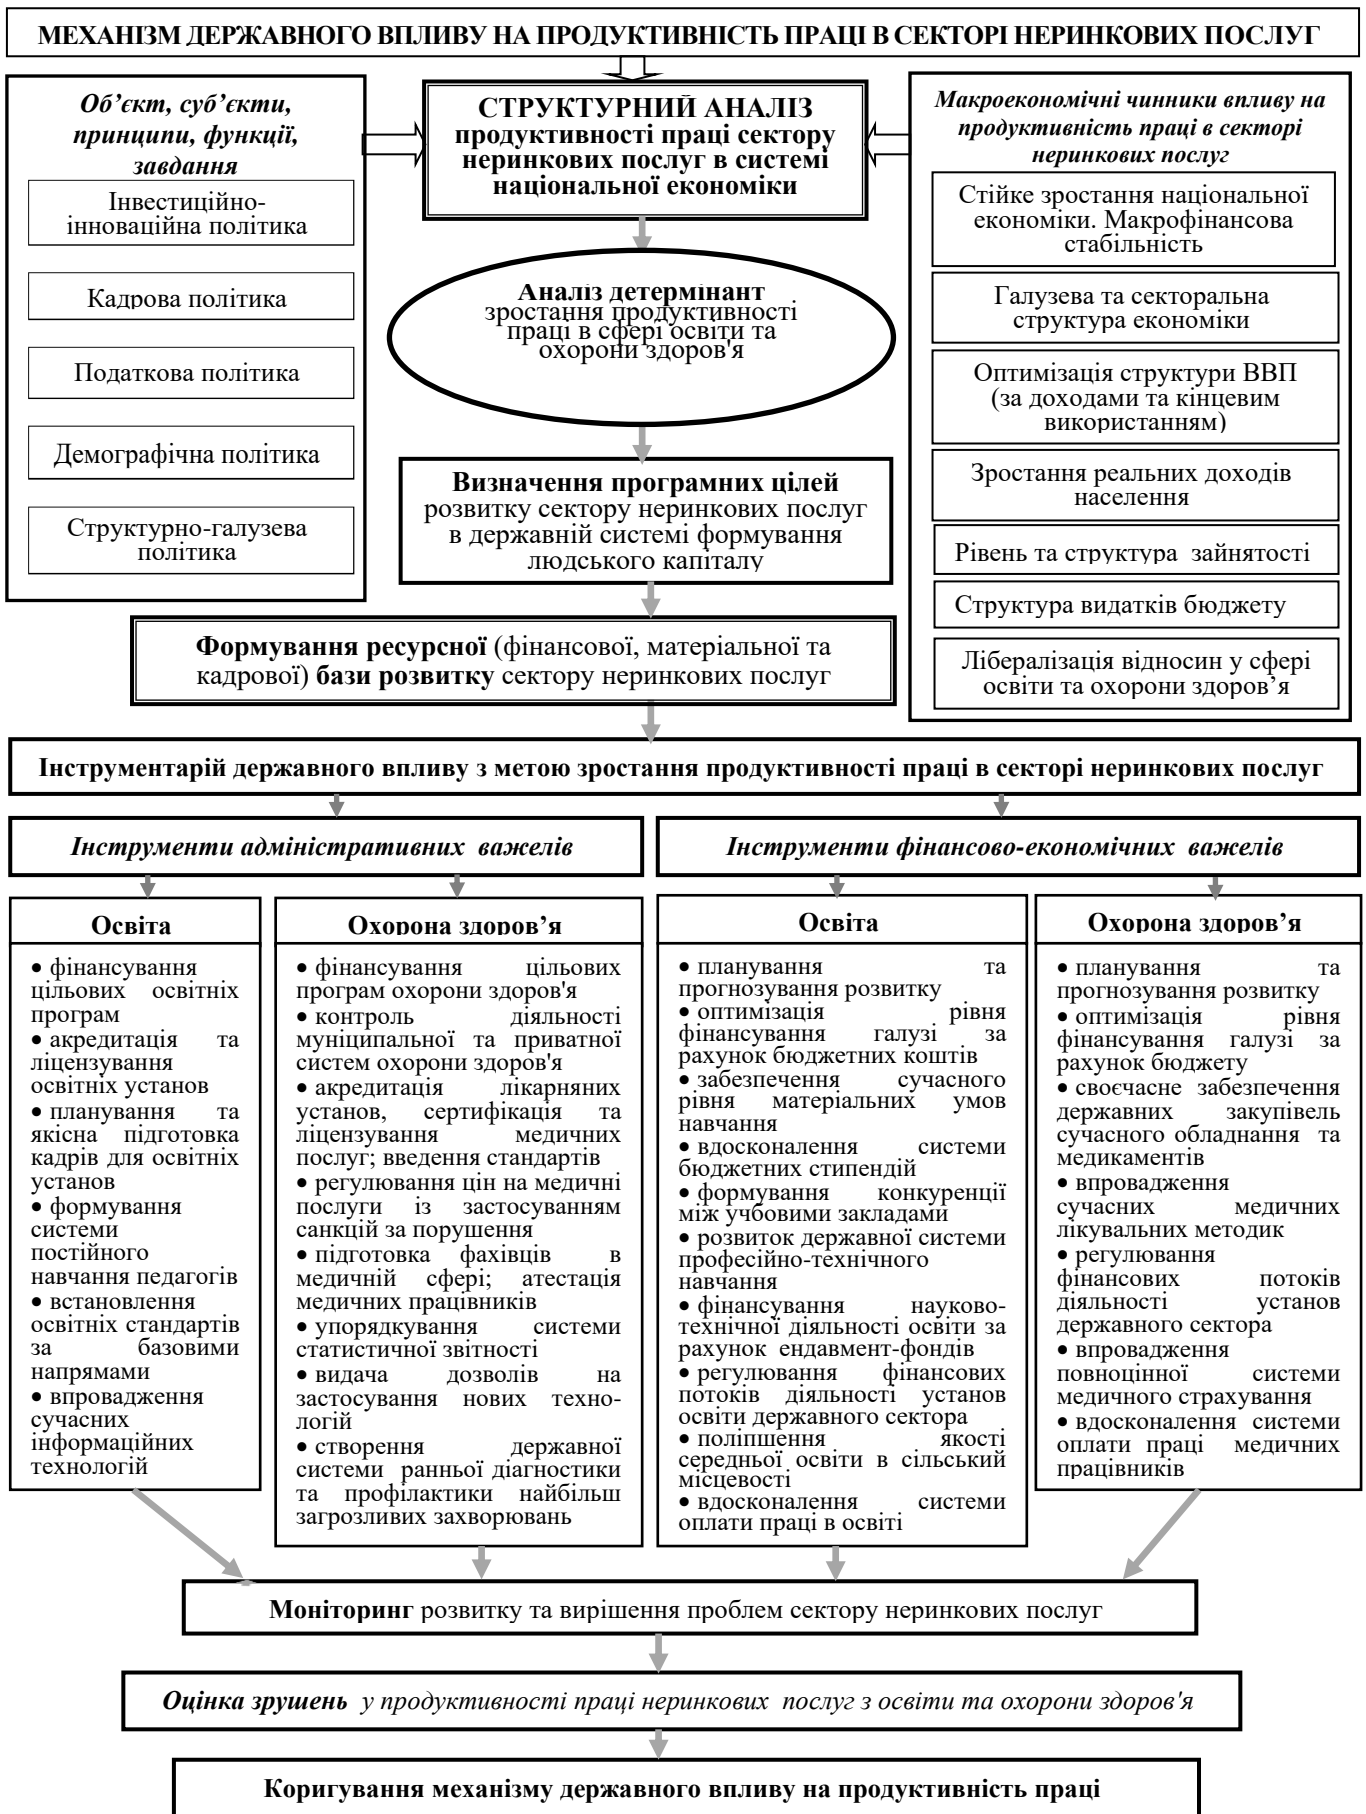 МЕХАНІЗМ ДЕРЖАВНОГО ВПЛИВУ НА ПРОДУКТИВНІСТЬ ПРАЦІ В СЕКТОРІ НЕРИНКОВИХ ПОСЛУГ
Об’єкт, суб’єкти,
принципи, функції,
завдання
Інвестиційно-
інноваційна політика
Кадрова політика
Податкова політика
Демографічна політика
Структурно-галузева
політика
СТРУКТУРНИЙ АНАЛІЗ
продуктивності праці сектору
неринкових послуг в системі
національної економіки
Аналіз детермінант
зростання продуктивності
праці в сфері освіти та
охорони здоров'я
Визначення програмних цілей
розвитку сектору неринкових послуг
в державній системі формування
людського капіталу
Формування ресурсної (фінансової, матеріальної та
кадрової) бази розвитку сектору неринкових послуг
Макроекономічні чинники впливу на
продуктивність праці в секторі
неринкових послуг
Стійке зростання національної
економіки. Макрофінансова
стабільність
Галузева та секторальна
структура економіки
Оптимізація структури ВВП
(за доходами та кінцевим
використанням)
Зростання реальних доходів
населення
Рівень та структура зайнятості
Структура видатків бюджету
Лібералізація відносин у сфері
освіти та охорони здоров’я
Інструментарій державного впливу з метою зростання продуктивності праці в секторі неринкових послуг
Інструменти адміністративних важелів
Інструменти фінансово-економічних важелів
Освіта
• фінансування
цільових освітніх
програм
• акредитація та
ліцензування
освітніх установ
• планування та
якісна підготовка
кадрів для освітніх
установ
• формування
системи
постійного
навчання педагогів
• встановлення
освітніх стандартів
за базовими
напрямами
• впровадження
сучасних
інформаційних
технологій
Охорона здоров’я
• фінансування цільових
програм охорони здоров'я
• контроль діяльності
муніципальної та приватної
систем охорони здоров'я
• акредитація лікарняних
установ, сертифікація та
ліцензування медичних
послуг; введення стандартів
• регулювання цін на медичні
послуги із застосуванням
санкцій за порушення
• підготовка фахівців в
медичній сфері; атестація
медичних працівників
• упорядкування системи
статистичної звітності
• видача дозволів на
застосування нових техно-
логій
• створення державної
системи ранньої діагностики
та профілактики найбільш
загрозливих захворювань
Освіта
• планування та
прогнозування розвитку
• оптимізація рівня
фінансування галузі за
рахунок бюджетних коштів
• забезпечення сучасного
рівня матеріальних умов
навчання
• вдосконалення системи
бюджетних стипендій
• формування конкуренції
між учбовими закладами
• розвиток державної системи
професійно-технічного
навчання
• фінансування науково-
технічної діяльності освіти за
рахунок ендавмент-фондів
• регулювання фінансових
потоків діяльності установ
освіти державного сектора
• поліпшення якості
середньої освіти в сільський
місцевості
• вдосконалення системи
оплати праці в освіті
Охорона здоров’я
• планування та
прогнозування розвитку
• оптимізація рівня
фінансування галузі за
рахунок бюджету
• своєчасне забезпечення
державних закупівель
сучасного обладнання та
медикаментів
• впровадження
сучасних медичних
лікувальних методик
• регулювання
фінансових потоків
діяльності установ
державного сектора
• впровадження
повноцінної системи
медичного страхування
• вдосконалення системи
оплати праці медичних
працівників
Моніторинг розвитку та вирішення проблем сектору неринкових послуг
Оцінка зрушень у продуктивності праці неринкових послуг з освіти та охорони здоров'я
Коригування механізму державного впливу на продуктивність праці